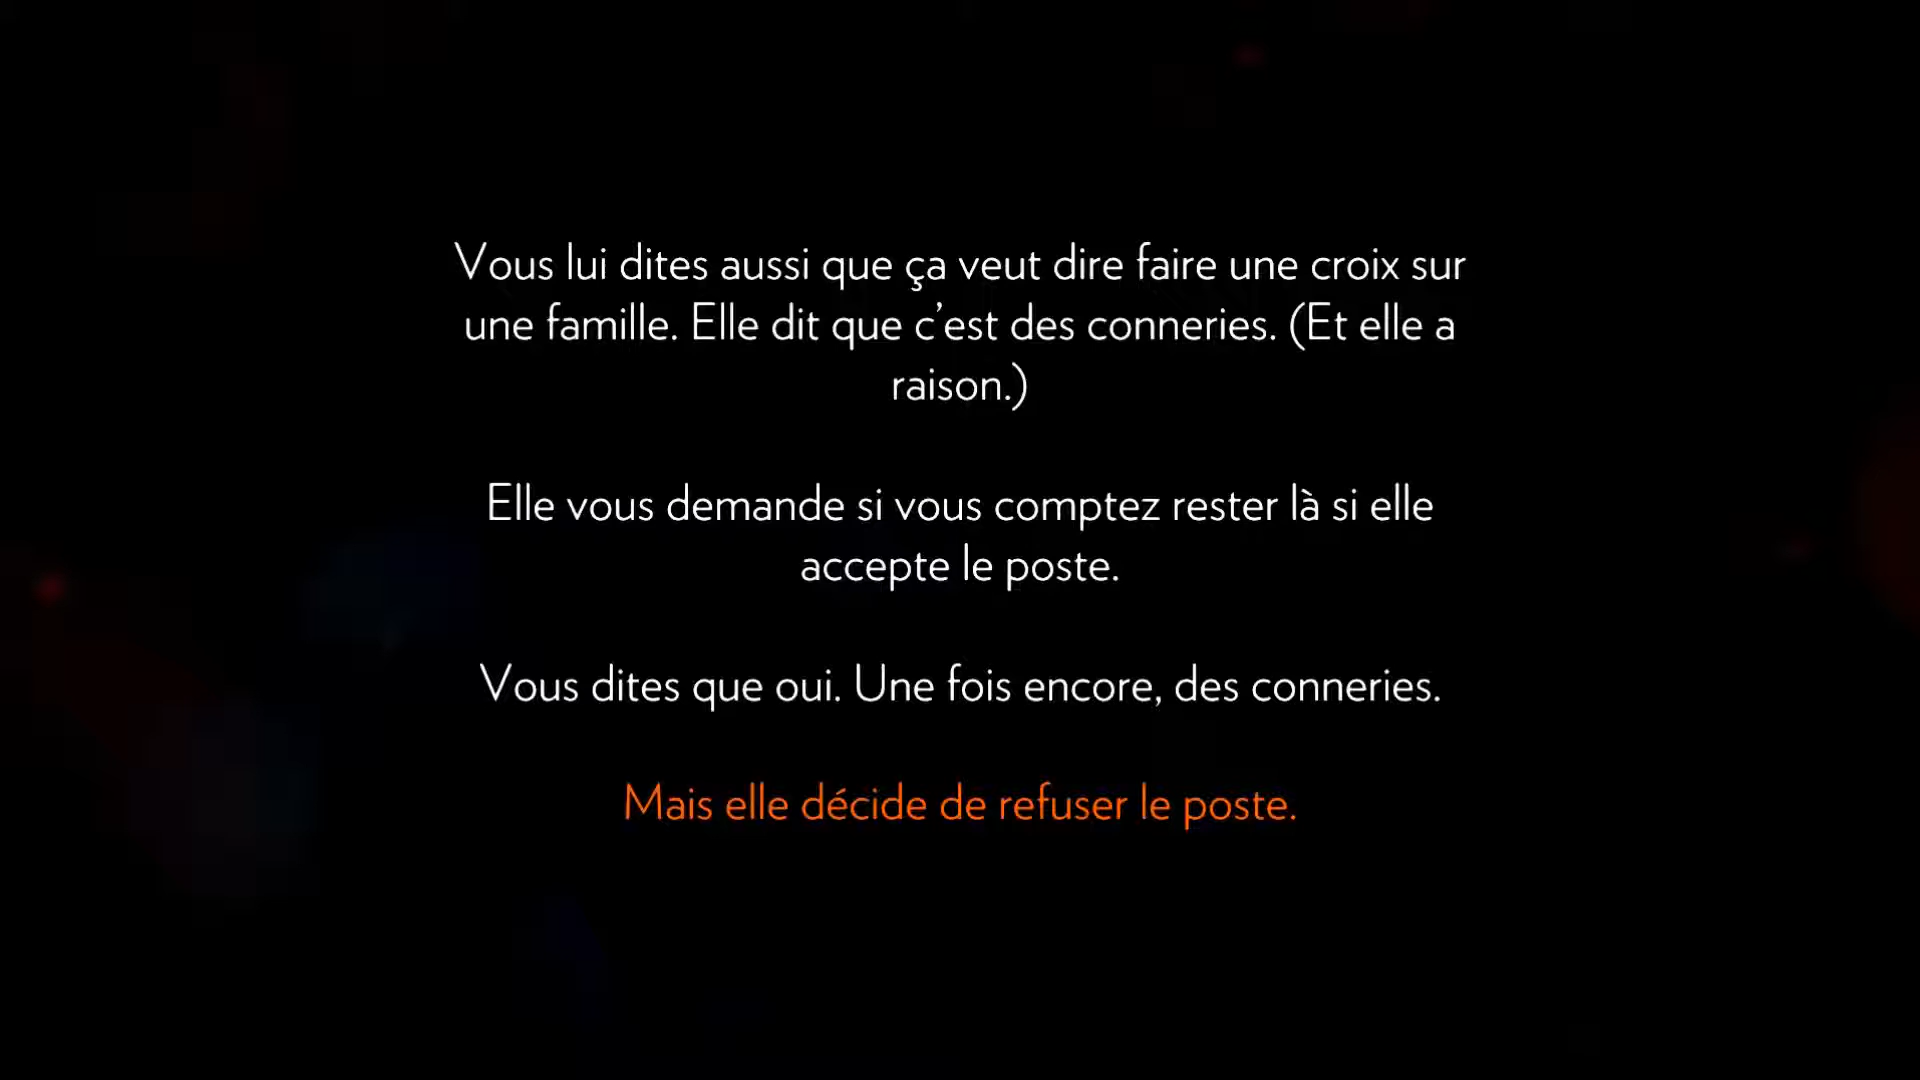 Vous lui dites aussi que ça veut dire faire une croix sur
une famille. Elle dit que c’est des conneries. (Et elle a
raison.)
Elle vous demande si vous comptez rester là si elle
accepte le poste.
Vous dites que oui. Une fois encore, des conneries.
Mais elle décide de refuser le poste.